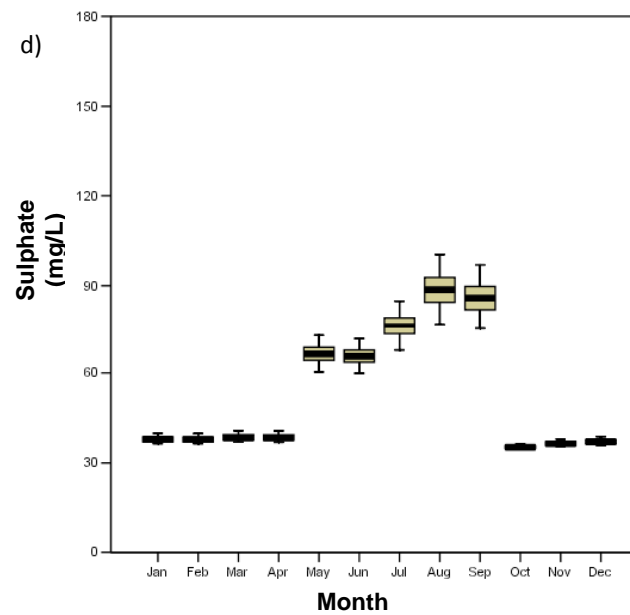 d)
180
150
120
90
60
30
0
Sulphate
(mg/L)
Jan Feb Mar Apr May Jun Jul Aug Sep Oct Nov Dec
Month